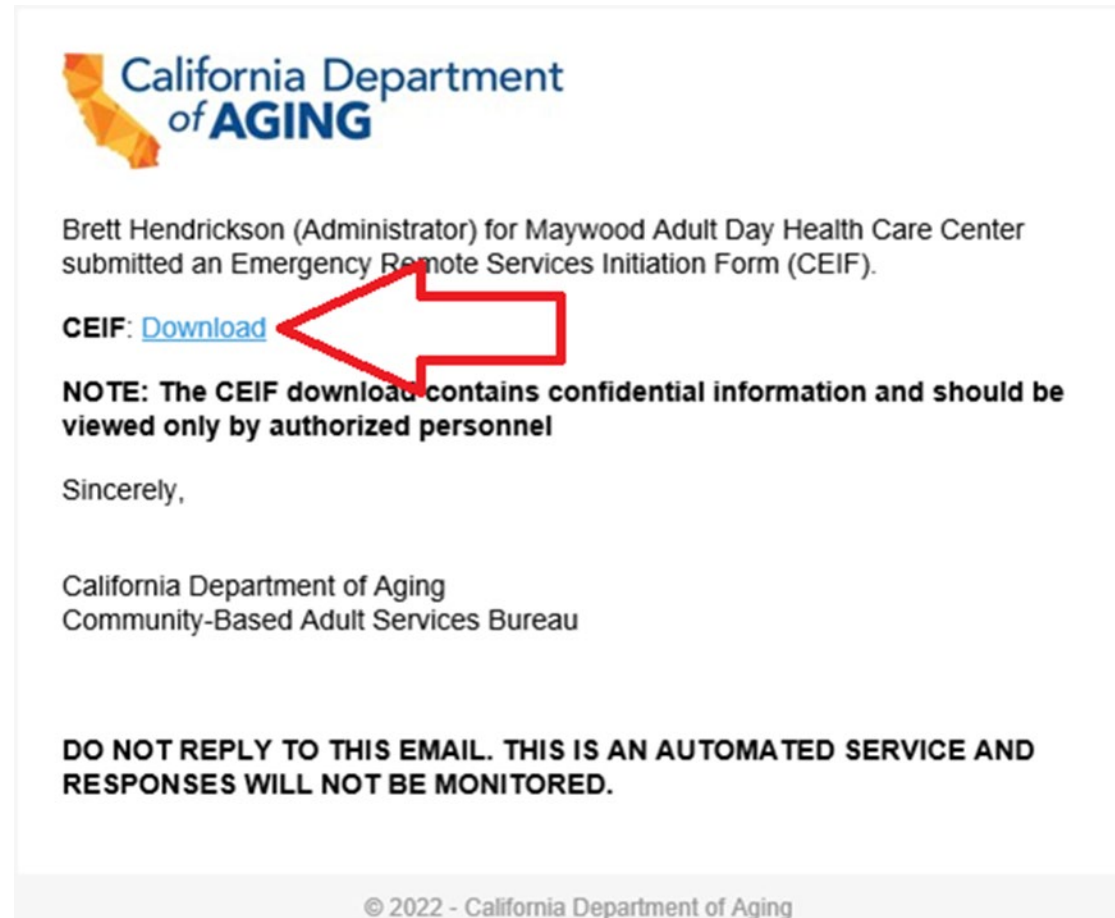 California Department
of AGING
Brett Hendrickson (Administrator) for Maywood Adult Day Health Care Center
submitted an Emergency Remote Services Initiation Form (CEIF).
CEIF: Download
NOTE: The CEIF download contains confidential information and should be
viewed only by authorized personnel
Sincerely,
California Department of Aging
Community-Based Adult Services Bureau
DO NOT REPLY TO THIS EMAIL. THIS IS AN AUTOMATED SERVICE AND
RESPONSES WILL NOT BE MONITORED.
© 2022 - California Department of Aging